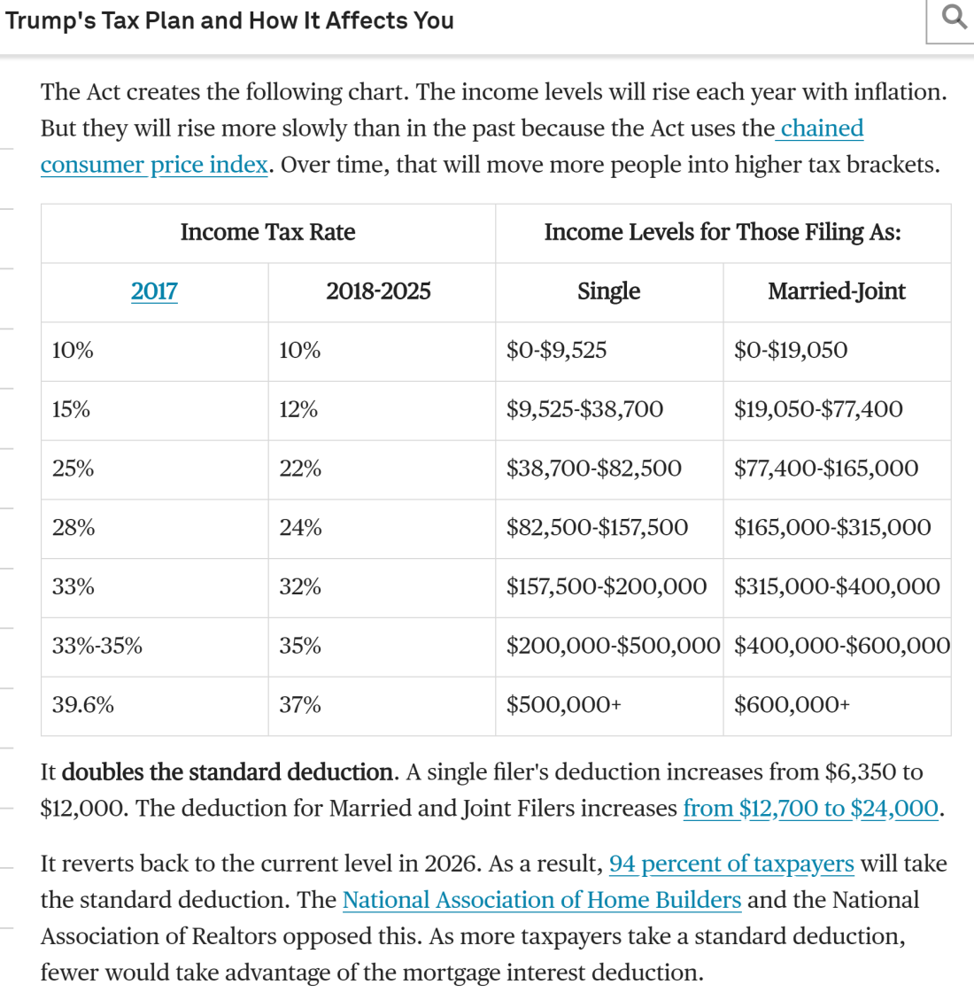 Trump's Tax Plan and How It Affects You
The Act creates the following chart. The income levels will rise each year with inflation.
But they will rise more slowly than in the past because the Act uses the chained
consumer price index. Over time, that will move more people into higher tax brackets.
Income Tax Rate Income Levels for Those Filing As:
2017 2018-2025 Single Married-Joint
10% 10% $0-$9,525 $0-$19,050
15% 12% $9,525-$38,700 $19,050-$77,400
25% 22% $38,700-$82,500 $77,400-$165,000
28% 24% $82,500-$157,500 $165,000-$315,000
33% 32% $157,500-$200,000 $315,000-$400,000
33%-35% 35% $200,000-$500,000 $400,000-$600,000
39.6% 37% $500,000+ $600,000+
It doubles the standard deduction. A single filer's deduction increases from $6,350 to
$12,000. The deduction for Married and Joint Filers increases from $12,700 to $24,000.
It reverts back to the current level in 2026. As a result, 94 percent of taxpayers will take
the standard deduction. The National Association of Home Builders and the National
Association of Realtors opposed this. As more taxpayers take a standard deduction,
fewer would take advantage of the mortgage interest deduction.